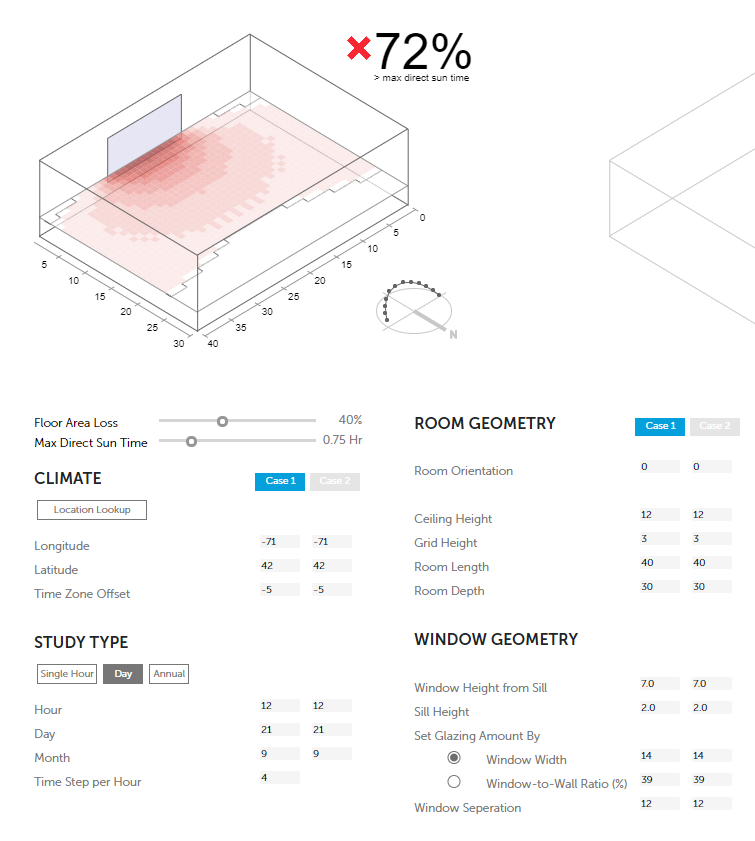 72%
> max direct sun time
0
5
10
15
20
25
30
35
40
5
10
15
20
25
30
N
Floor Area Loss 40%
Max Direct Sun Time 0.75 Hr
CLIMATE Case 1 Case 2
Location Lookup
Longitude -71 -71
Latitude 42 42
Time Zone Offset -5 -5
STUDY TYPE
Single Hour Day Annual
Hour 12 12
Day 21 21
Month 9 9
Time Step per Hour 4
ROOM GEOMETRY Case 1 Case 2
Room Orientation 0 0
Ceiling Height 12 12
Grid Height 3 3
Room Length 40 40
Room Depth 30 30
WINDOW GEOMETRY
Window Height from Sill 7.0 7.0
Sill Height 2.0 2.0
Set Glazing Amount By
Window Width 14 14
Window-to-Wall Ratio (%) 39 39
Window Seperation 12 12